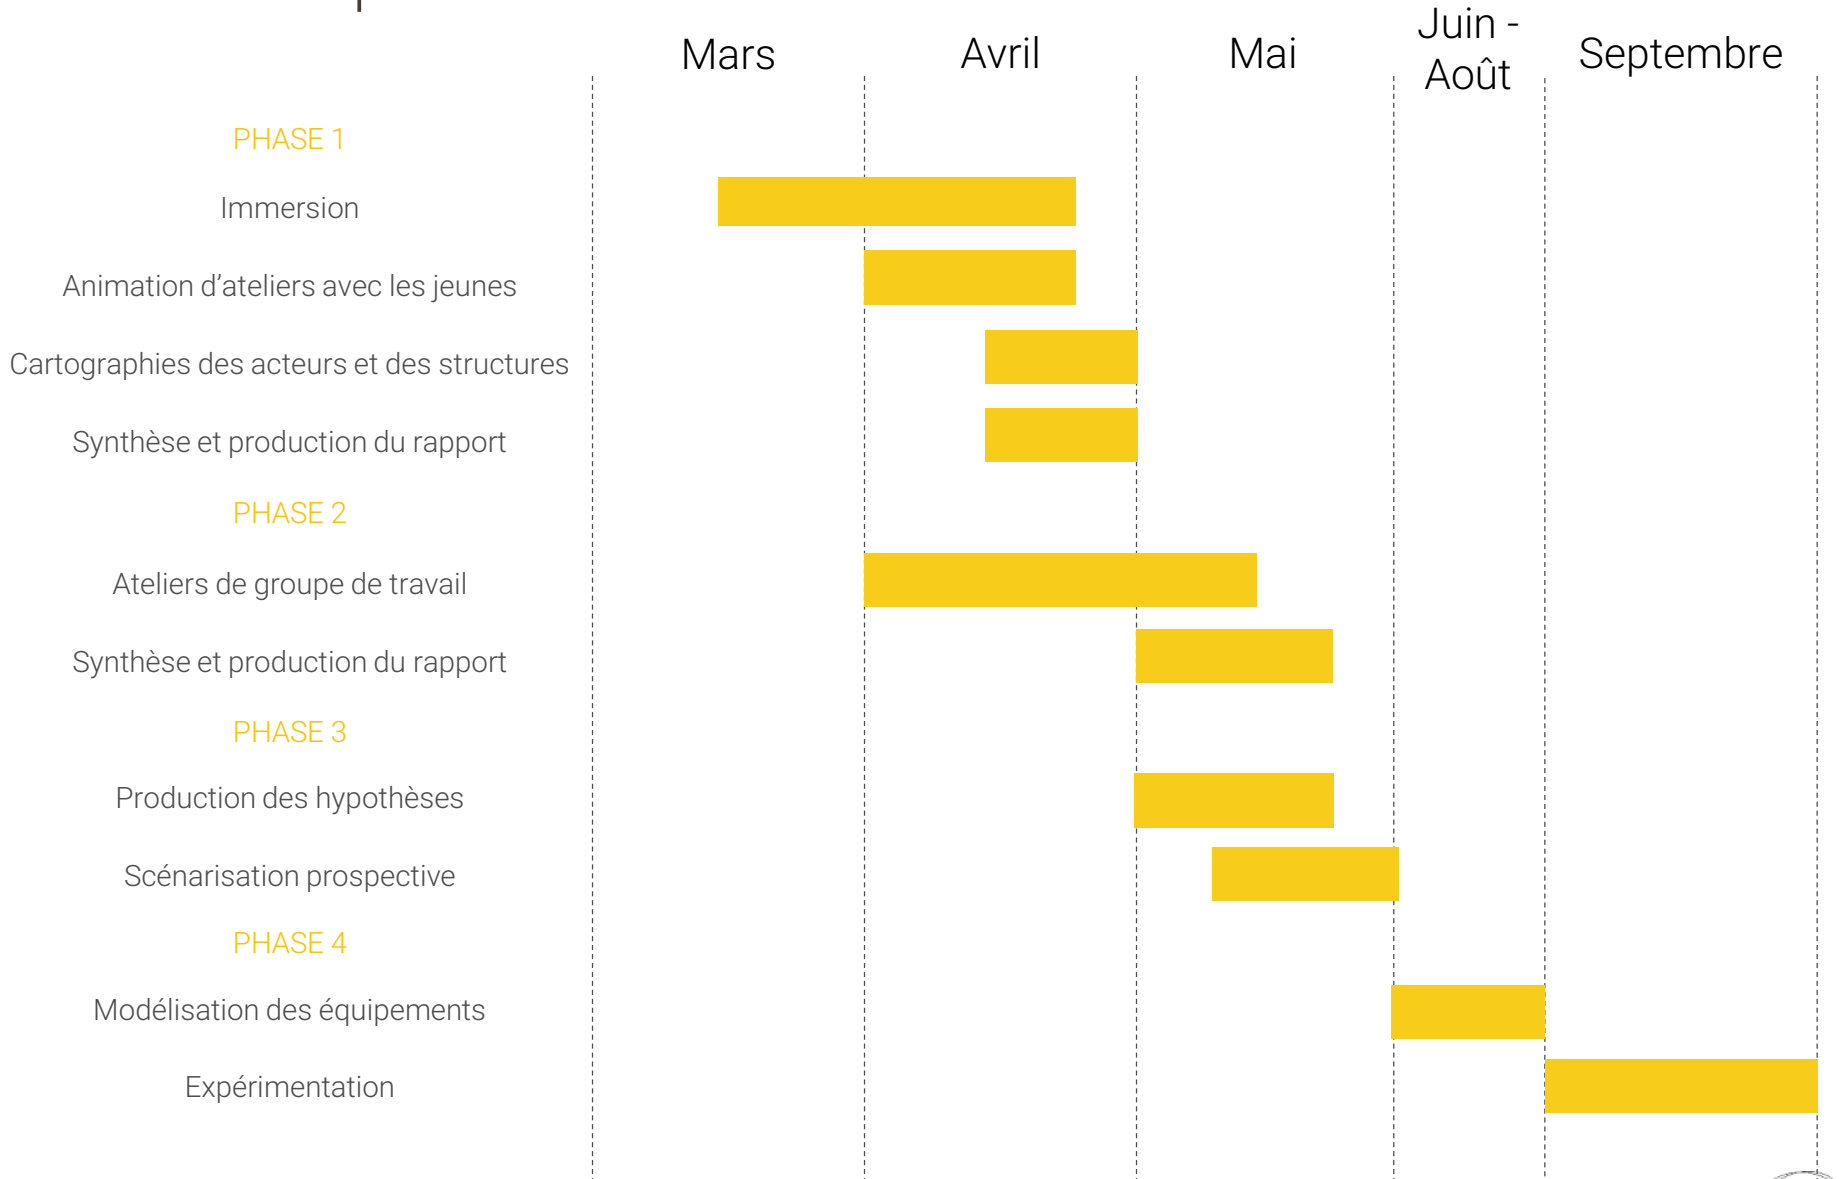 Mars
Avril
Mai
Juin -
Août
Septembre
PHASE 1
Immersion
Animation d’ateliers avec les jeunes
Cartographies des acteurs et des structures
Synthèse et production du rapport
PHASE 2
Ateliers de groupe de travail
Synthèse et production du rapport
PHASE 3
Production des hypothèses
Scénarisation prospective
PHASE 4
Modélisation des équipements
Expérimentation